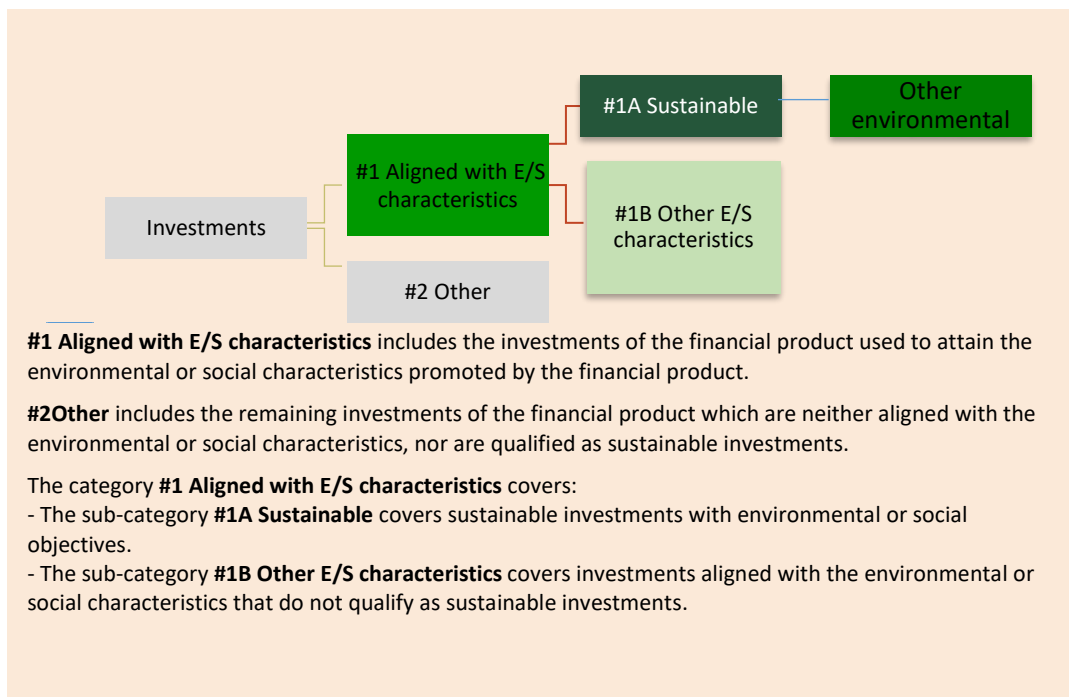 #1A Sustainable
Other
environmental
#1 Aligned with E/S
characteristics
#1B Other E/S
characteristics
Investments
#2 Other
#1 Aligned with E/S characteristics includes the investments of the financial product used to attain the
environmental or social characteristics promoted by the financial product.
#2Other includes the remaining investments of the financial product which are neither aligned with the
environmental or social characteristics, nor are qualified as sustainable investments.
The category #1 Aligned with E/S characteristics covers:
- The sub-category #1A Sustainable covers sustainable investments with environmental or social
objectives.
- The sub-category #1B Other E/S characteristics covers investments aligned with the environmental or
social characteristics that do not qualify as sustainable investments.